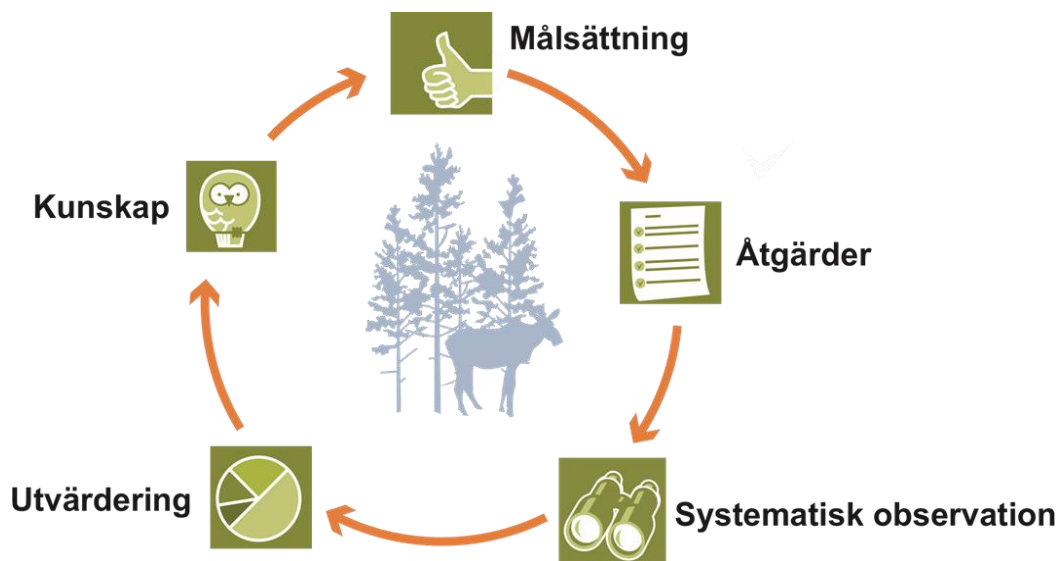 Målsättning
Åtgärder
Systematisk observation
Utvärdering
Kunskap